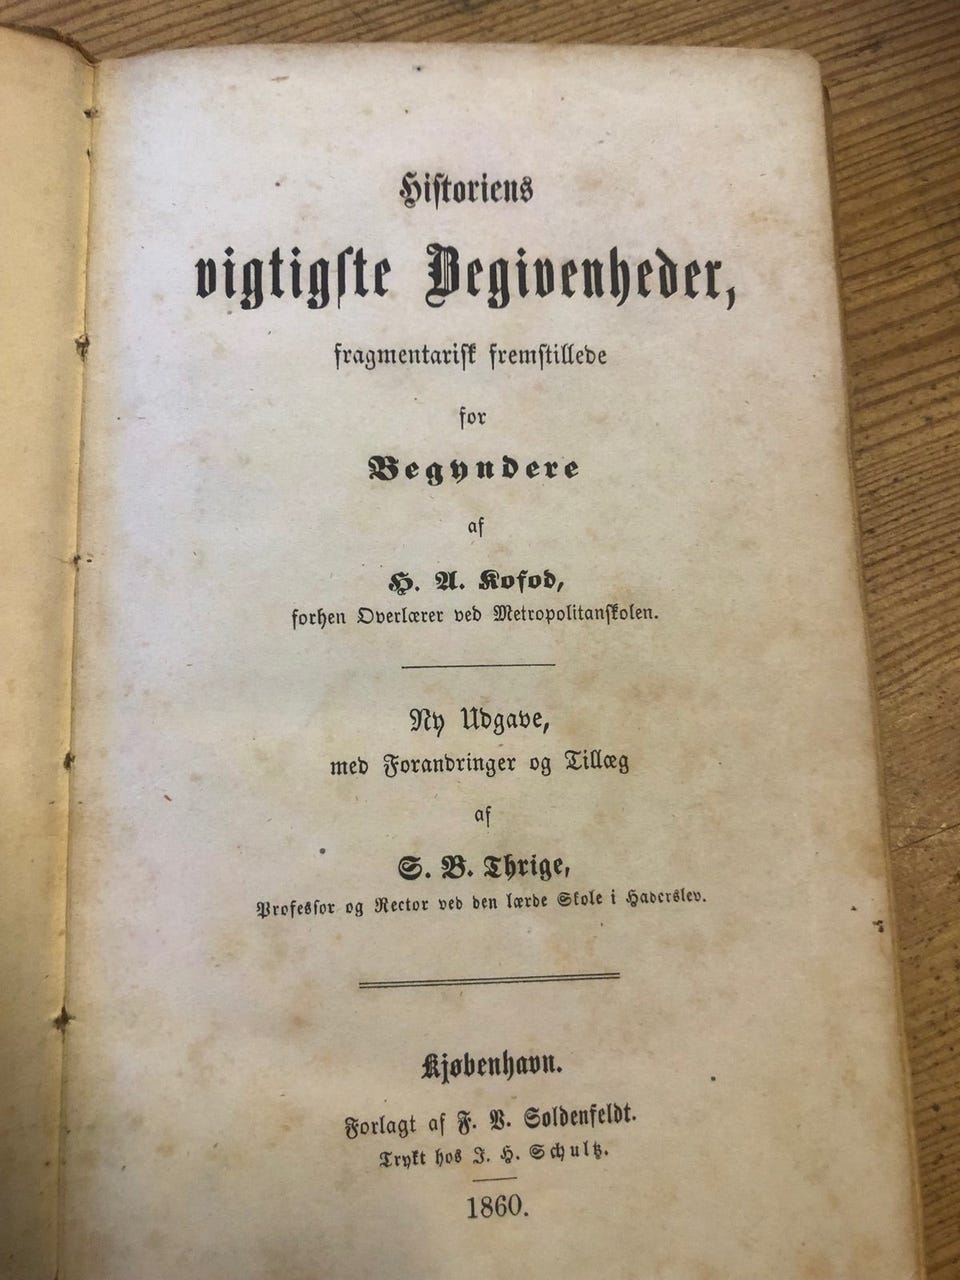 Historiens
vigtigste Begivenheder,
fragmentarisk fremstillede
for
Begyndere
af
H. A. Kofod,
forhen Overlærer ved Metropolitanskolen.
Ny Udgave,
med Forandringer og Tillæg
af
S. B. Thrige,
Professor og Rector ved den lærde Skole i Haderslev.
Kjøbenhavn.
Forlagt af F. V. Soldenfeldt.
Trykt hos J. H. Schultz.
1860.